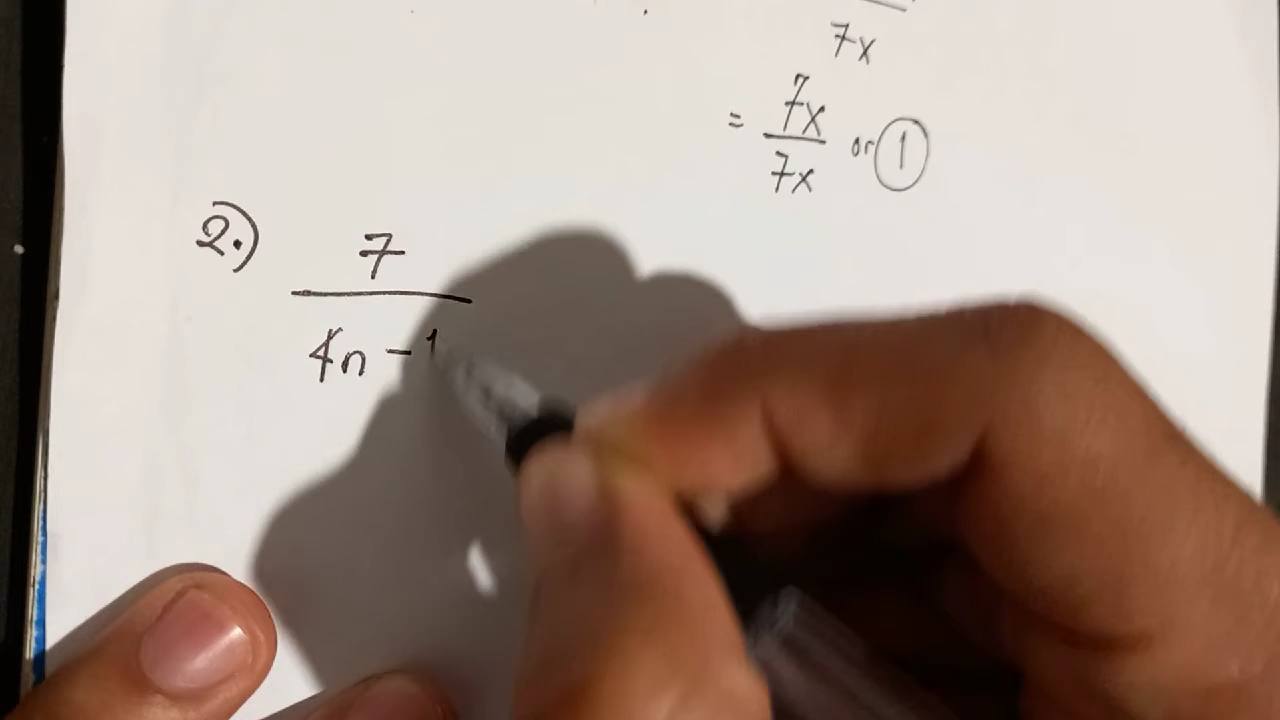 7x
= 7x/7x or 1
2.) 7
4n - 1